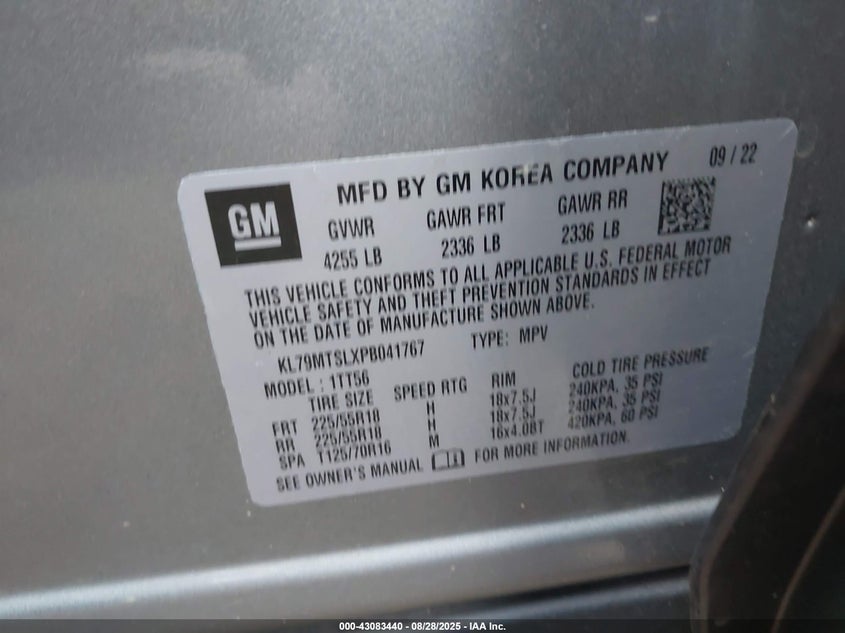 MFD BY GM KOREA COMPANY 09 / 22
GM
GVWR GAWR FRT GAWR RR
4255 LB 2336 LB 2336 LB
THIS VEHICLE CONFORMS TO ALL APPLICABLE U.S. FEDERAL MOTOR
VEHICLE SAFETY AND THEFT PREVENTION STANDARDS IN EFFECT
ON THE DATE OF MANUFACTURE SHOWN ABOVE.
KL79MTSLXPB041767 TYPE: MPV
MODEL : 1TT56
TIRE SIZE SPEED RTG RIM COLD TIRE PRESSURE
FRT 225/55R18 H 18x7.5J 240KPA, 35 PSI
RR 225/55R18 H 18x7.5J 240KPA, 35 PSI
SPA T125/70R16 M 16x4.0BT 420KPA, 60 PSI
SEE OWNER'S MANUAL FOR MORE INFORMATION.
000-43083440 - 08/28/2025 - IAA Inc.